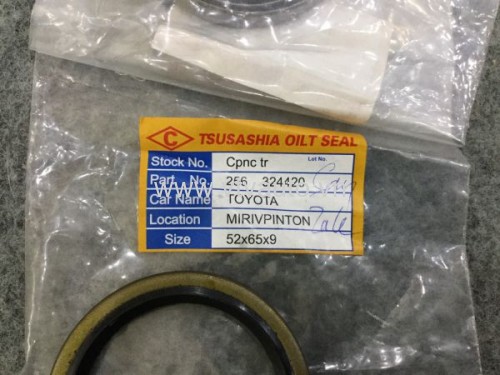 C TSUSASHIA OILT SEAL
Stock No. Cpnc tr Lot No.
Part. No. 256 324420
Car Name TOYOTA
Location MIRIVPINTON
Size 52x65x9